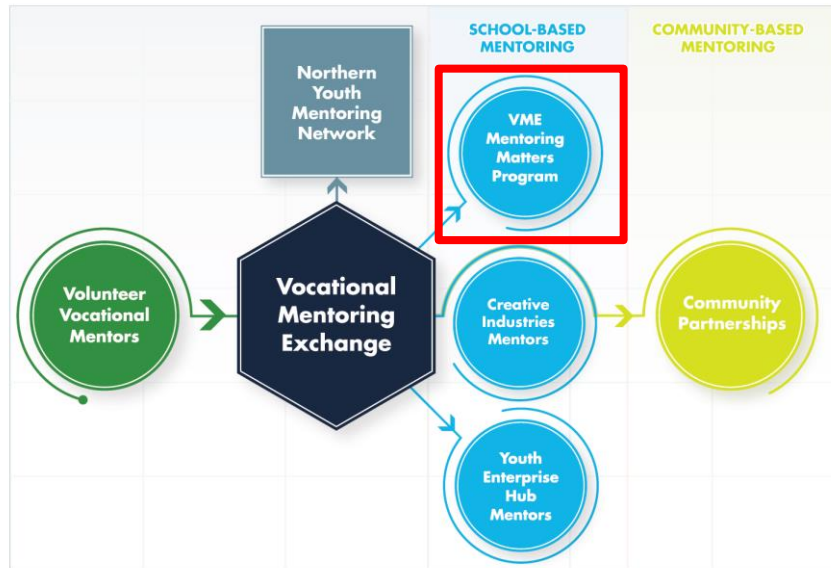 SCHOOL-BASED
MENTORING
COMMUNITY-BASED
MENTORING
Northern
Youth
Mentoring
Network
VME
Mentoring
Matters
Program
Volunteer
Vocational
Mentors
Vocational
Mentoring
Exchange
Creative
Industries
Mentors
Community
Partnerships
Youth
Enterprise
Hub
Mentors